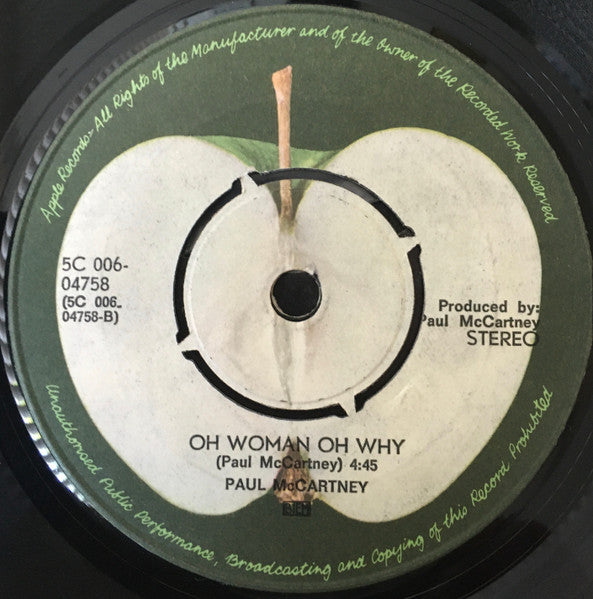 Apple Records - All Rights of the Manufacturer and of the Owner of the Recorded Work Reserved
5C 006-
04758
(5C 006-
04758-B)
Produced by:
Paul McCartney
STEREO
OH WOMAN OH WHY
(Paul McCartney) 4:45
PAUL McCARTNEY
Unauthorised Public Performance, Broadcasting and Copying of this Record Prohibited